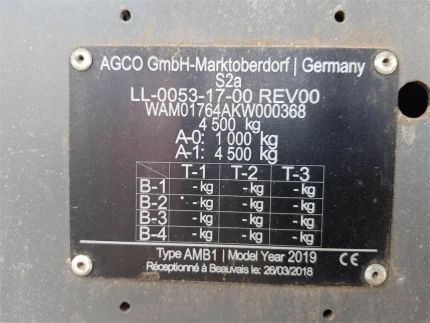 AGCO GmbH-Marktoberdorf | Germany
S2a
LL-0053-17-00 REV00
WAM01764AKW000368
4 500 kg
A-0: 1 000 kg
A-1: 4 500 kg
T-1 T-2 T-3
B-1 -kg -kg -kg
B-2 -kg -kg -kg
B-3 -kg -kg -kg
B-4 -kg -kg -kg
Type AMB1 | Model Year 2019 CE
Réceptionné à Beauvais le: 26/03/2018